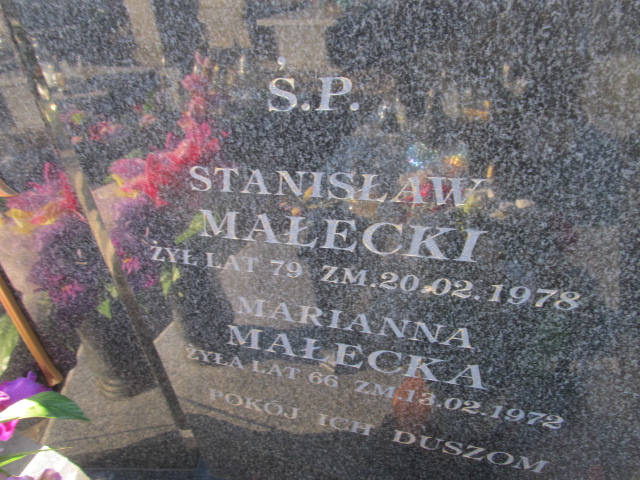 Ś.P.
STANISŁAW
MAŁECKI
ŻYŁ LAT 79 ZM.20.02.1978
MARIANNA
MAŁECKA
ŻYŁA LAT 66 ZM.13.02.1972
POKÓJ ICH DUSZOM